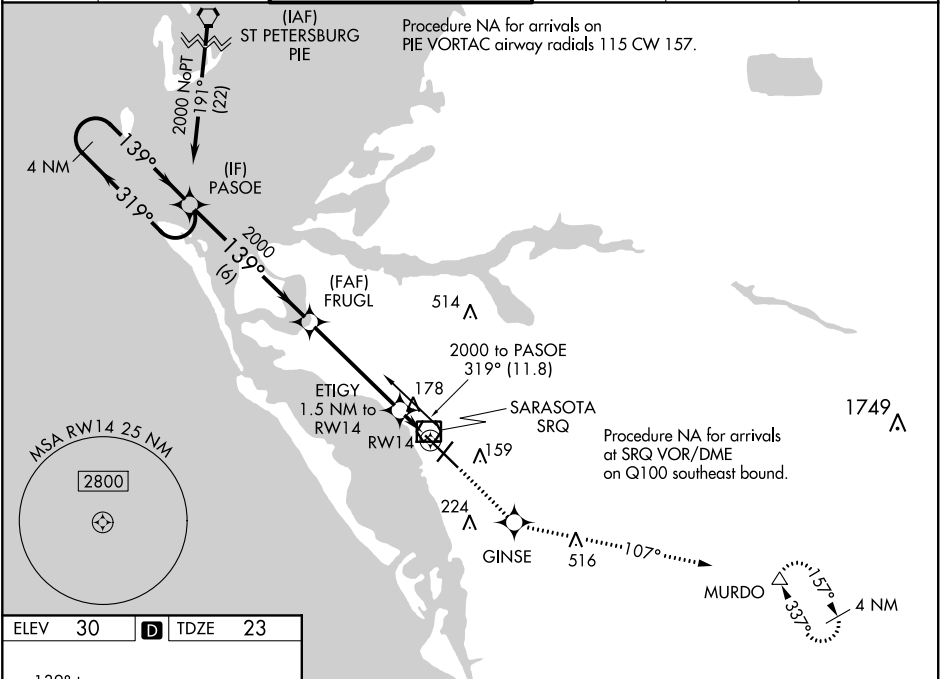 (IAF)
ST PETERSBURG
PIE
Procedure NA for arrivals on
PIE VORTAC airway radials 115 CW 157.
2000 NoPT
191°
(22)
139°
4 NM
319°
(IF)
PASOE
2000
139°
(6)
(FAF)
FRUGL
514
2000 to PASOE
319° (11.8)
178
ETIGY
1.5 NM to
RW14
RW14
SARASOTA
SRQ
1749
159
Procedure NA for arrivals
at SRQ VOR/DME
on Q100 southeast bound.
MSA RW14 25 NM
2800
224
GINSE
516
107°
MURDO
157°
337°
4 NM
ELEV 30 D TDZE 23